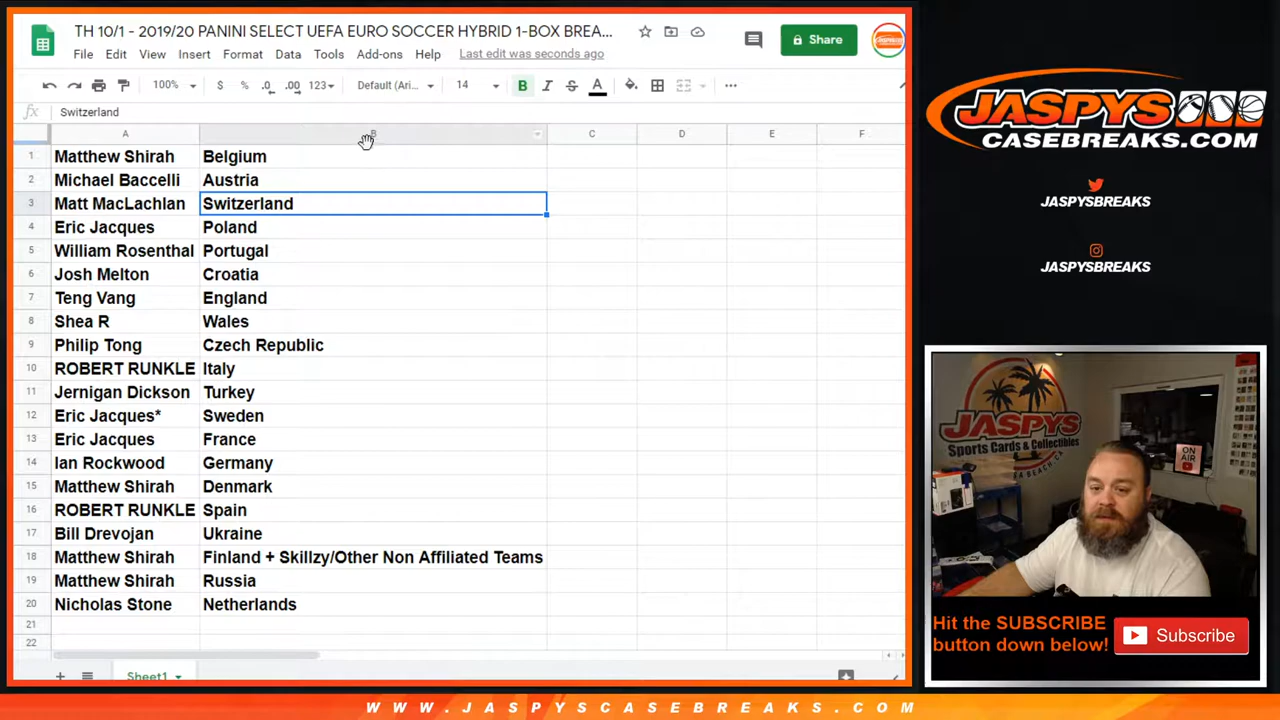 TH 10/1 - 2019/20 PANINI SELECT UEFA EURO SOCCER HYBRID 1-BOX BREA...
Share
File Edit View Insert Format Data Tools Add-ons Help Last edit was seconds ago
100% $ % .0 .00 123 Default (Ari... 14 B I S A
fx Switzerland
A B C D E F
1 Matthew Shirah Belgium
2 Michael Baccelli Austria
3 Matt MacLachlan Switzerland
4 Eric Jacques Poland
5 William Rosenthal Portugal
6 Josh Melton Croatia
7 Teng Vang England
8 Shea R Wales
9 Philip Tong Czech Republic
10 ROBERT RUNKLE Italy
11 Jernigan Dickson Turkey
12 Eric Jacques* Sweden
13 Eric Jacques France
14 Ian Rockwood Germany
15 Matthew Shirah Denmark
16 ROBERT RUNKLE Spain
17 Bill Drevojan Ukraine
18 Matthew Shirah Finland + Skillzy/Other Non Affiliated Teams
19 Matthew Shirah Russia
20 Nicholas Stone Netherlands
21
22
Sheet1
JASPYS
CASEBREAKS.COM
JASPYSBREAKS
JASPYSBREAKS
JASPYS
Sports Cards & Collectibles
ON AIR
Hit the SUBSCRIBE
button down below!
Subscribe
WWW.JASPYSCASEBREAKS.COM